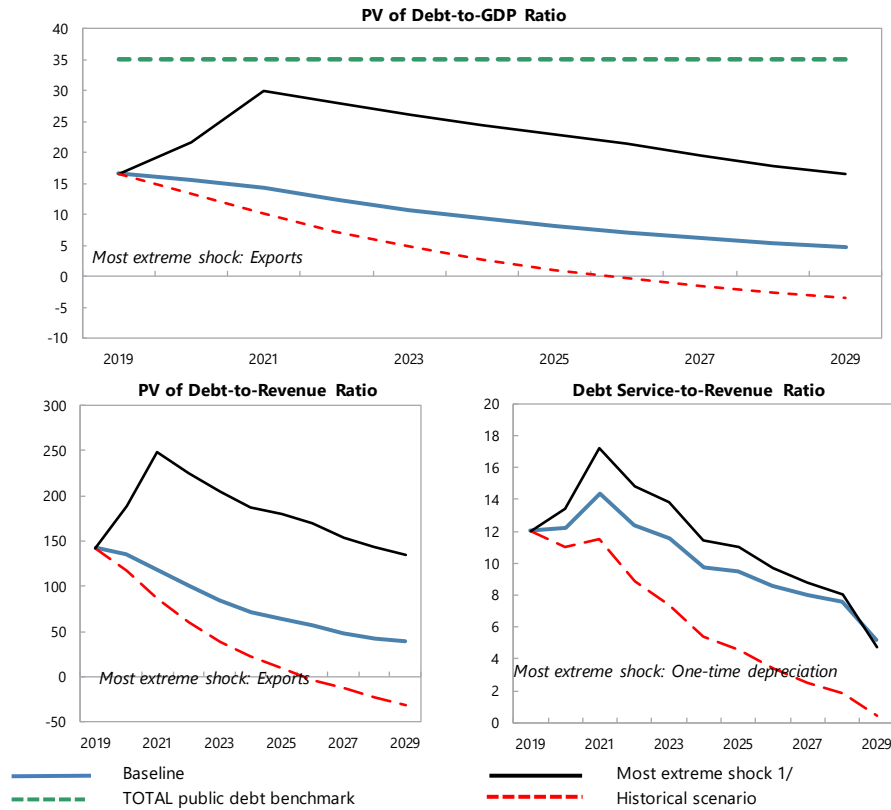 PV of Debt-to-GDP Ratio
40
35
30
25
20
15
10
5
0
-5
-10
Most extreme shock: Exports
2019 2021 2023 2025 2027 2029
PV of Debt-to-Revenue Ratio
300
250
200
150
100
50
0
-50
Most extreme shock: Exports
2019 2021 2023 2025 2027 2029
Debt Service-to-Revenue Ratio
20
18
16
14
12
10
8
6
4
2
0
Most extreme shock: One-time depreciation
2019 2021 2023 2025 2027 2029
Baseline
Most extreme shock 1/
TOTAL public debt benchmark
Historical scenario